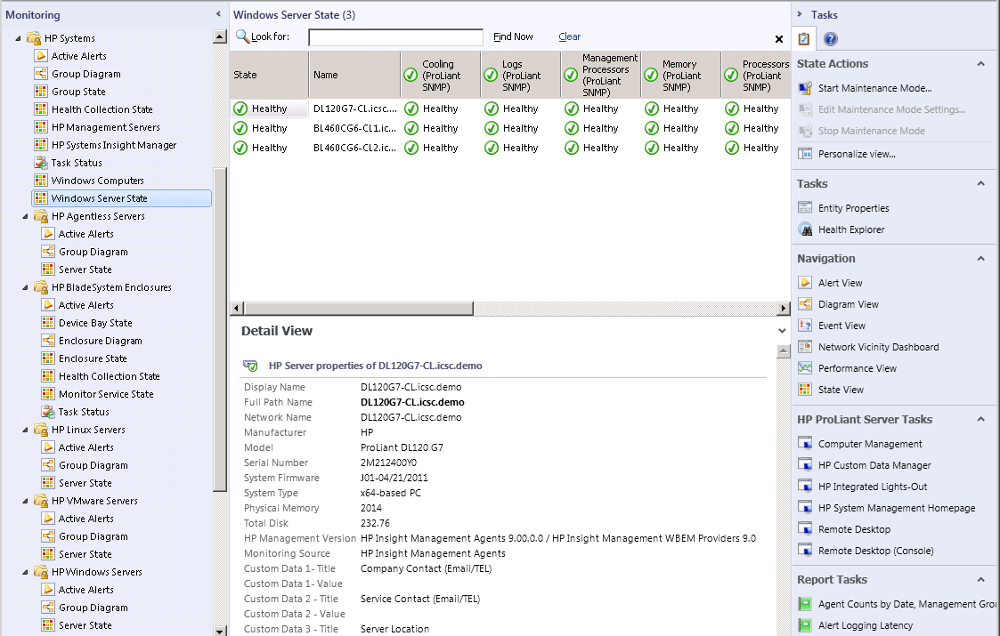 Monitoring
HP Systems
Active Alerts
Group Diagram
Group State
Health Collection State
HP Management Servers
HP Systems Insight Manager
Task Status
Windows Computers
Windows Server State
HP Agentless Servers
Active Alerts
Group Diagram
Server State
HP BladeSystem Enclosures
Active Alerts
Device Bay State
Enclosure Diagram
Enclosure State
Health Collection State
Monitor Service State
Task Status
HP Linux Servers
Active Alerts
Group Diagram
Server State
HP VMware Servers
Active Alerts
Group Diagram
Server State
HP Windows Servers
Active Alerts
Group Diagram
Server State
Windows Server State (3)
Look for: Find Now Clear
State Name Cooling (ProLiant SNMP) Logs (ProLiant SNMP) Management Processors (ProLiant SNMP) Memory (ProLiant SNMP) Processors (ProLiant SNMP)
Healthy DL120G7-CL.icsc.... Healthy Healthy Healthy Healthy Healthy
Healthy BL460CG6-CL1.ic... Healthy Healthy Healthy Healthy Healthy
Healthy BL460CG6-CL2.ic... Healthy Healthy Healthy Healthy Healthy
Detail View
HP Server properties of DL120G7-CL.icsc.demo
Display Name DL120G7-CL.icsc.demo
Full Path Name DL120G7-CL.icsc.demo
Network Name DL120G7-CL.icsc.demo
Manufacturer HP
Model ProLiant DL120 G7
Serial Number 2M212400Y0
System Firmware J01-04/21/2011
System Type x64-based PC
Physical Memory 2014
Total Disk 232.76
HP Management Version HP Insight Management Agents 9.00.0.0 / HP Insight Management WBEM Providers 9.0
Monitoring Source HP Insight Management Agents
Custom Data 1- Title Company Contact (Email/TEL)
Custom Data 1- Value
Custom Data 2 - Title Service Contact (Email/TEL)
Custom Data 2 - Value
Custom Data 3 - Title Server Location
Tasks
State Actions
Start Maintenance Mode...
Edit Maintenance Mode Settings...
Stop Maintenance Mode
Personalize view...
Tasks
Entity Properties
Health Explorer
Navigation
Alert View
Diagram View
Event View
Network Vicinity Dashboard
Performance View
State View
HP ProLiant Server Tasks
Computer Management
HP Custom Data Manager
HP Integrated Lights-Out
HP System Management Homepage
Remote Desktop
Remote Desktop (Console)
Report Tasks
Agent Counts by Date, Management Grou
Alert Logging Latency